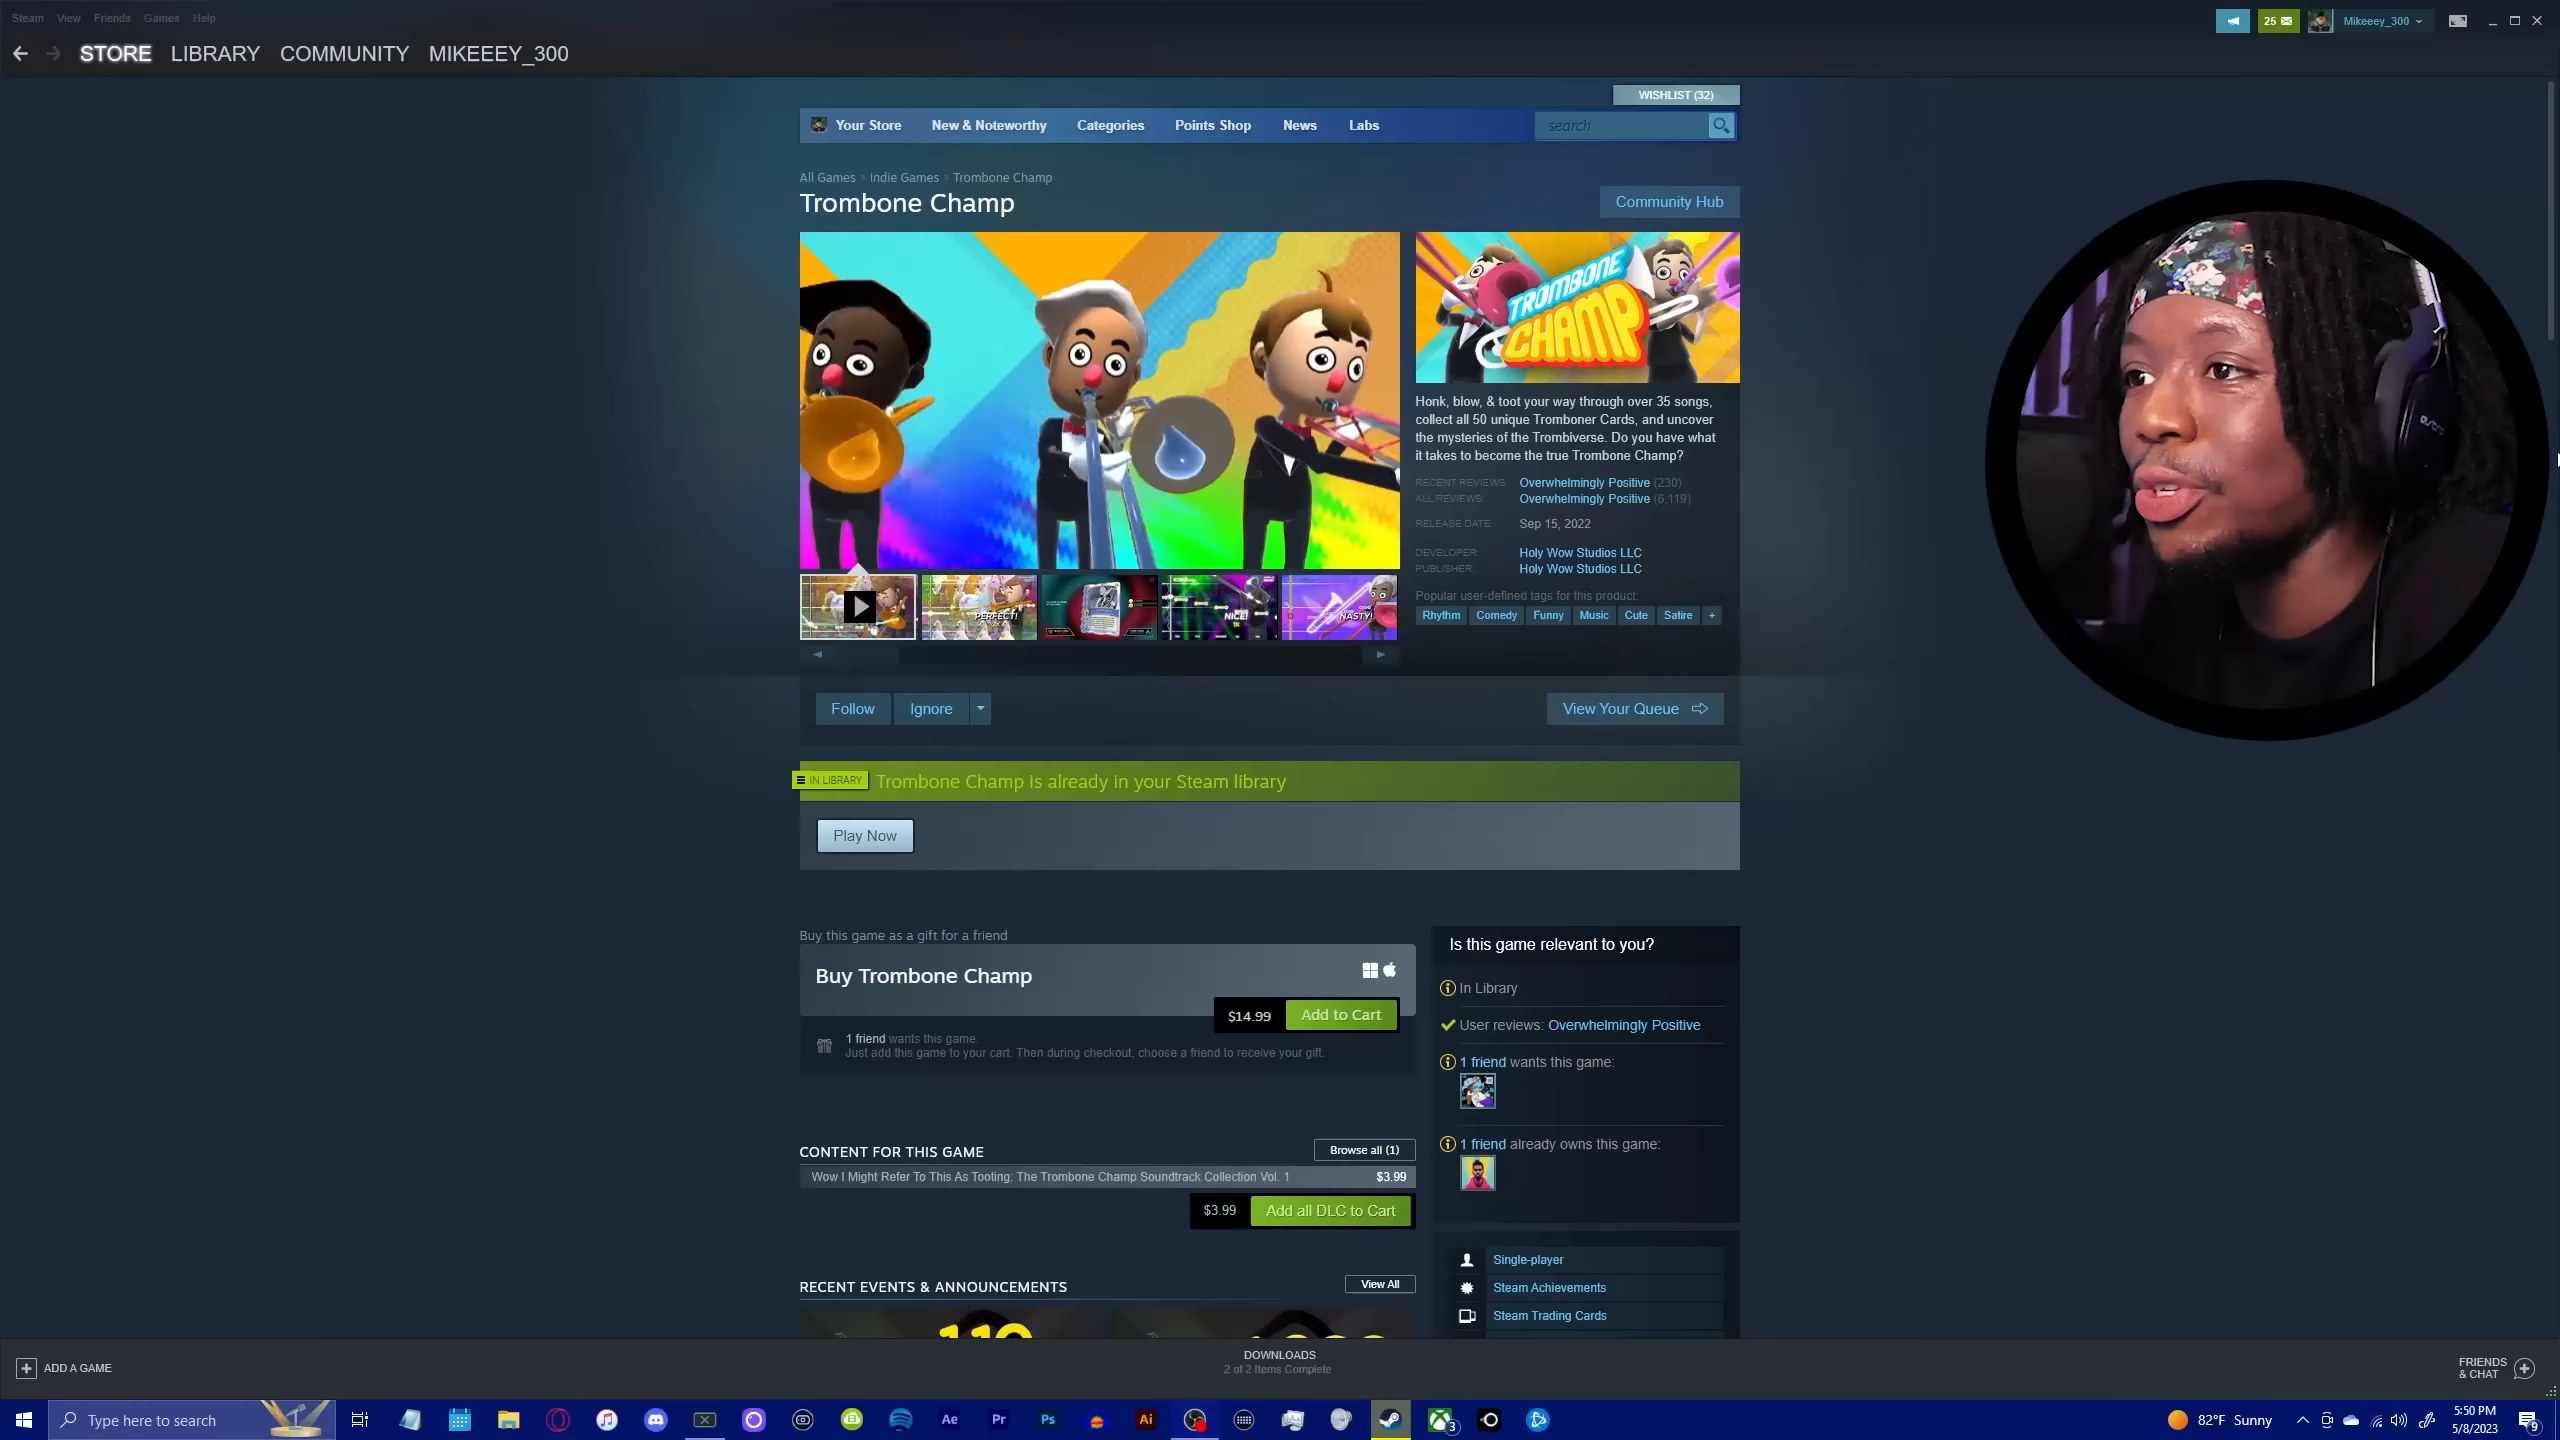 Steam View Friends Games Help
25 Mikeeey_300
STORE LIBRARY COMMUNITY MIKEEEY_300
WISHLIST (32)
Your Store New & Noteworthy Categories Points Shop News Labs search
All Games > Indie Games > Trombone Champ
Trombone Champ
Community Hub
TROMBONE
CHAMP
Honk, blow, & toot your way through over 35 songs,
collect all 50 unique Tromboner Cards, and uncover
the mysteries of the Trombiverse. Do you have what
it takes to become the true Trombone Champ?
RECENT REVIEWS: Overwhelmingly Positive (230)
ALL REVIEWS: Overwhelmingly Positive (6,119)
RELEASE DATE: Sep 15, 2022
DEVELOPER: Holy Wow Studios LLC
PUBLISHER: Holy Wow Studios LLC
Popular user-defined tags for this product:
Rhythm Comedy Funny Music Cute Satire +
PERFECT!
NICE!
NASTY!
astro
Follow Ignore View Your Queue
IN LIBRARY Trombone Champ is already in your Steam library
Play Now
Buy this game as a gift for a friend
Buy Trombone Champ
$14.99 Add to Cart
1 friend wants this game.
Just add this game to your cart. Then during checkout, choose a friend to receive your gift.
Is this game relevant to you?
In Library
User reviews: Overwhelmingly Positive
1 friend wants this game:
1 friend already owns this game:
CONTENT FOR THIS GAME Browse all (1)
Wow I Might Refer To This As Tooting: The Trombone Champ Soundtrack Collection Vol. 1 $3.99
$3.99 Add all DLC to Cart
Single-player
Steam Achievements
Steam Trading Cards
RECENT EVENTS & ANNOUNCEMENTS View All
ADD A GAME
DOWNLOADS
2 of 2 Items Complete
FRIENDS
& CHAT
Type here to search
Ae Pr Ps Ai 3
82°F Sunny
5:50 PM
5/8/2023
9